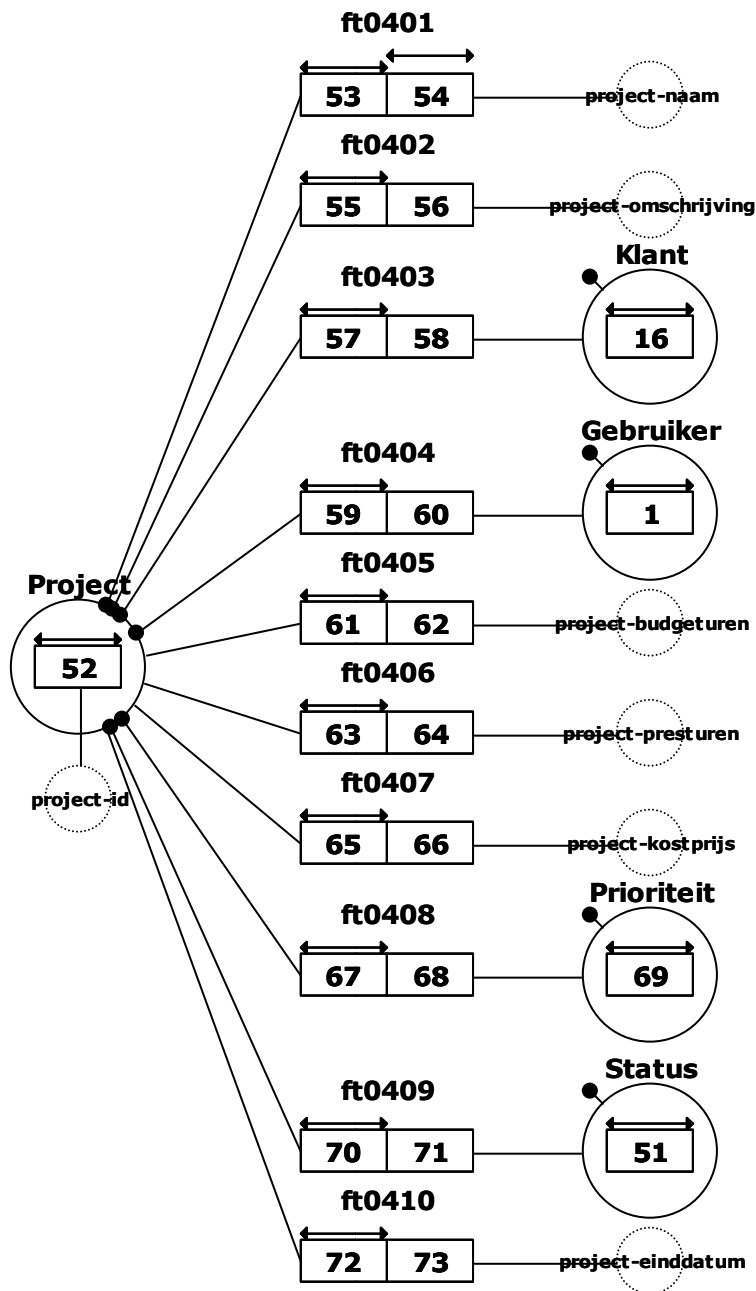 ft0401
53 54 project-naam
ft0402
55 56 project-omschrijving
Klant
ft0403
57 58 16
Gebruiker
ft0404
59 60 1
ft0405
Project
61 62 project-budgeturen
52
ft0406
63 64 project-presturen
ft0407
project-id
65 66 project-kostprijs
Prioriteit
ft0408
67 68 69
Status
ft0409
70 71 51
ft0410
72 73 project-einddatum